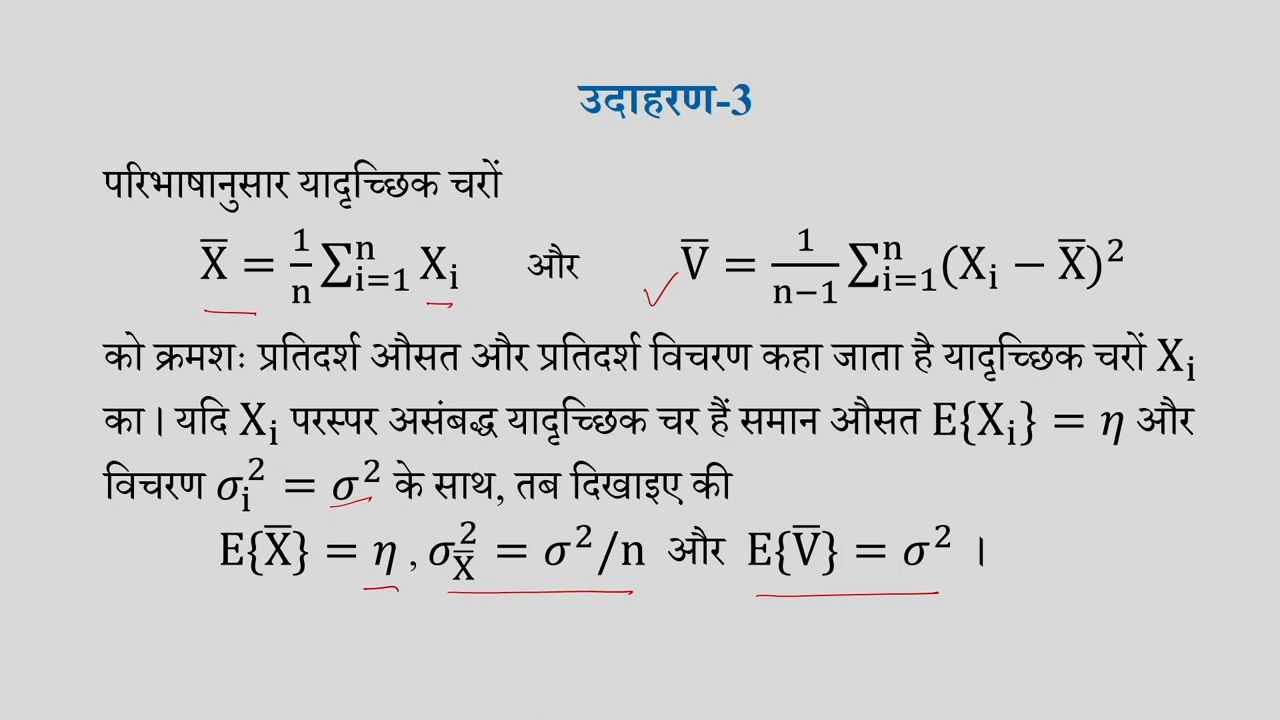 उदाहरण-3
परिभाषानुसार यादृच्छिक चरों
X̅ = 1/n ∑ⁿᵢ₌₁ Xᵢ और V̅ = 1/(n−1) ∑ⁿᵢ₌₁(Xᵢ − X̅)²
को क्रमशः प्रतिदर्श औसत और प्रतिदर्श विचरण कहा जाता है यादृच्छिक चरों Xᵢ
का। यदि Xᵢ परस्पर असंबद्ध यादृच्छिक चर हैं समान औसत E{Xᵢ} = η और
विचरण σᵢ² = σ² के साथ, तब दिखाइए की
E{X̅} = η , σ_X̅² = σ²/n और E{V̅} = σ² ।